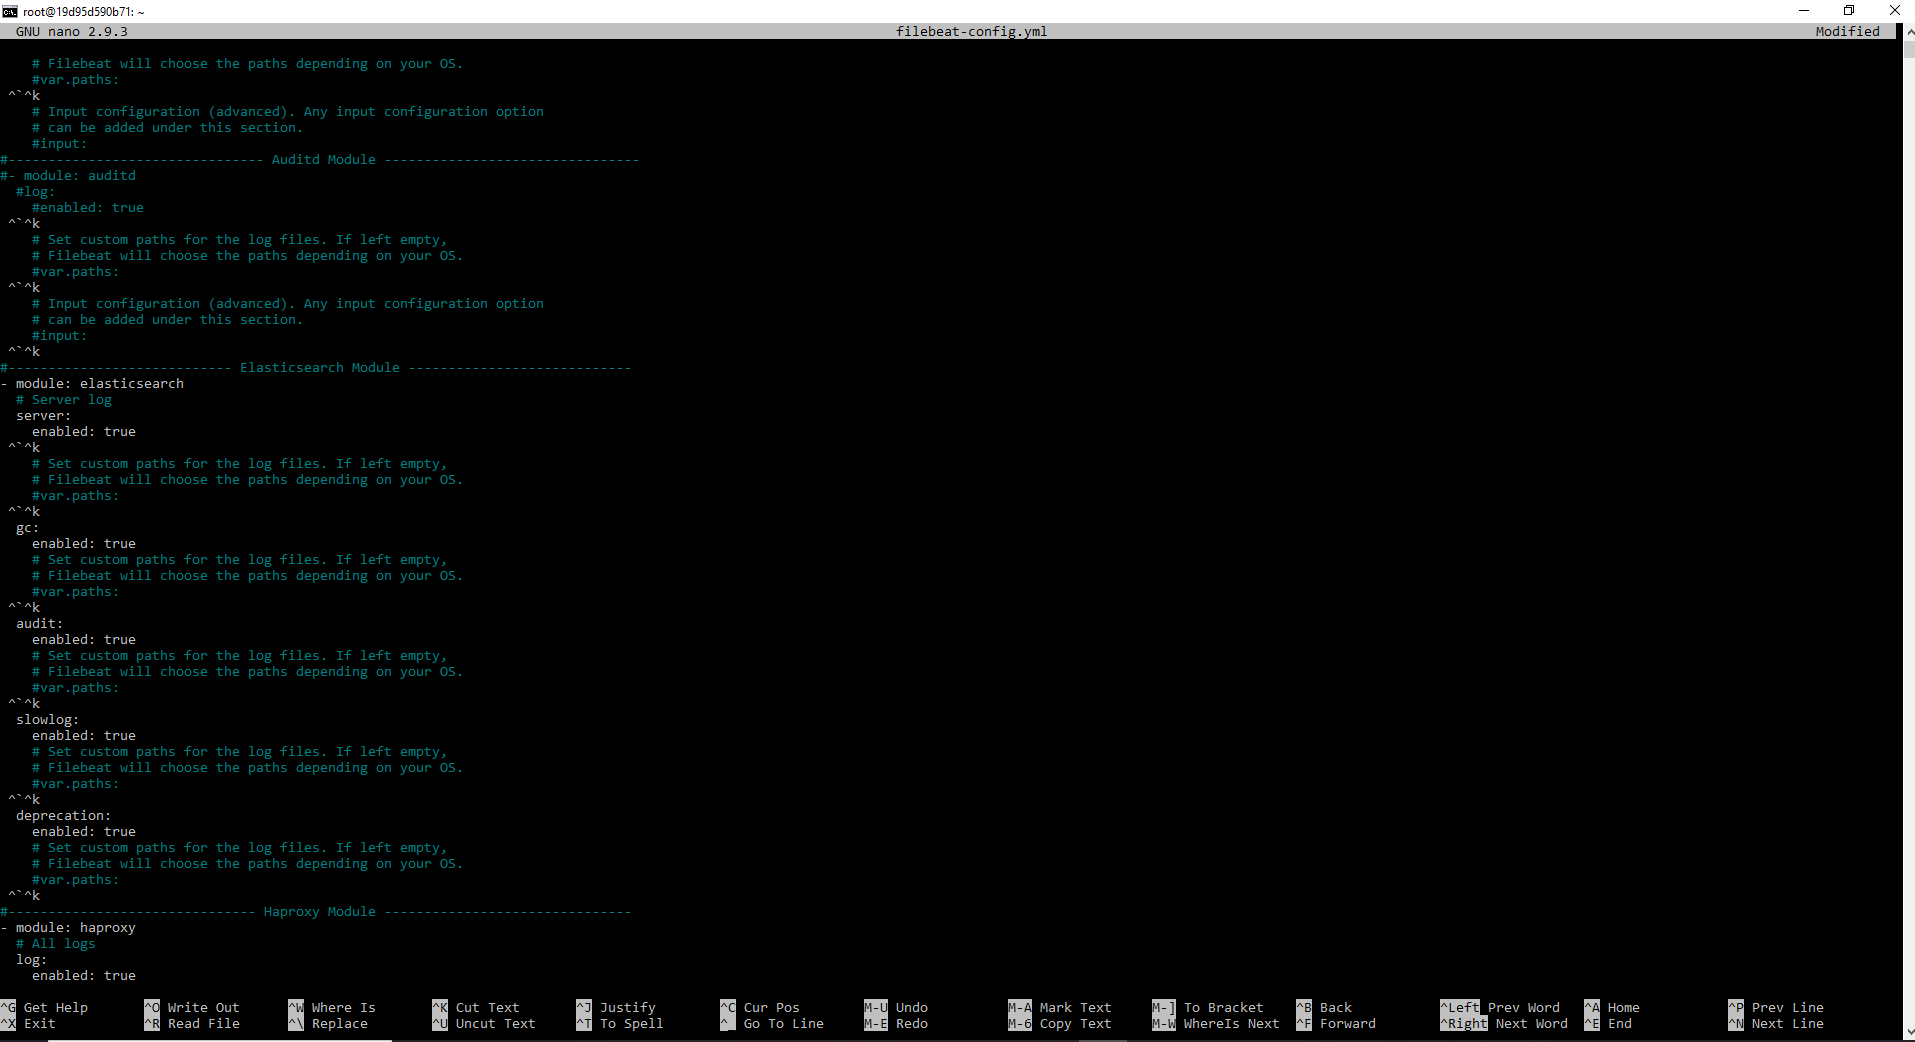 root@19d95d590b71: ~
GNU nano 2.9.3 filebeat-config.yml Modified
    # Filebeat will choose the paths depending on your OS.
    #var.paths:
 ^`^k
    # Input configuration (advanced). Any input configuration option
    # can be added under this section.
    #input:
#-------------------------------- Auditd Module --------------------------------
#- module: auditd
  #log:
    #enabled: true
 ^`^k
    # Set custom paths for the log files. If left empty,
    # Filebeat will choose the paths depending on your OS.
    #var.paths:
 ^`^k
    # Input configuration (advanced). Any input configuration option
    # can be added under this section.
    #input:
 ^`^k
#---------------------------- Elasticsearch Module ----------------------------
- module: elasticsearch
  # Server log
  server:
    enabled: true
 ^`^k
    # Set custom paths for the log files. If left empty,
    # Filebeat will choose the paths depending on your OS.
    #var.paths:
 ^`^k
  gc:
    enabled: true
    # Set custom paths for the log files. If left empty,
    # Filebeat will choose the paths depending on your OS.
    #var.paths:
 ^`^k
  audit:
    enabled: true
    # Set custom paths for the log files. If left empty,
    # Filebeat will choose the paths depending on your OS.
    #var.paths:
 ^`^k
  slowlog:
    enabled: true
    # Set custom paths for the log files. If left empty,
    # Filebeat will choose the paths depending on your OS.
    #var.paths:
 ^`^k
  deprecation:
    enabled: true
    # Set custom paths for the log files. If left empty,
    # Filebeat will choose the paths depending on your OS.
    #var.paths:
 ^`^k
#------------------------------- Haproxy Module -------------------------------
- module: haproxy
  # All logs
  log:
    enabled: true
^G Get Help ^O Write Out ^W Where Is ^K Cut Text ^J Justify ^C Cur Pos M-U Undo M-A Mark Text M-] To Bracket ^B Back ^Left Prev Word ^A Home ^P Prev Line
^X Exit ^R Read File ^\ Replace ^U Uncut Text ^T To Spell ^_ Go To Line M-E Redo M-6 Copy Text M-W WhereIs Next ^F Forward ^Right Next Word ^E End ^N Next Line